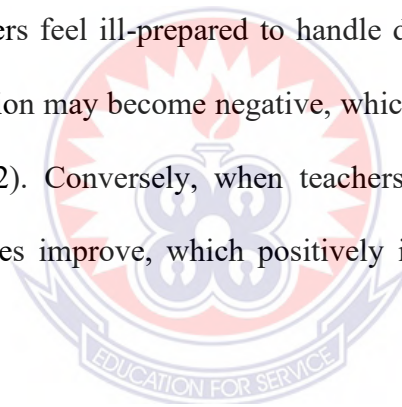 ers feel ill-prepared to handle d
ion may become negative, whic
2). Conversely, when teachers
es improve, which positively i
EDUCATION FOR SERVICE